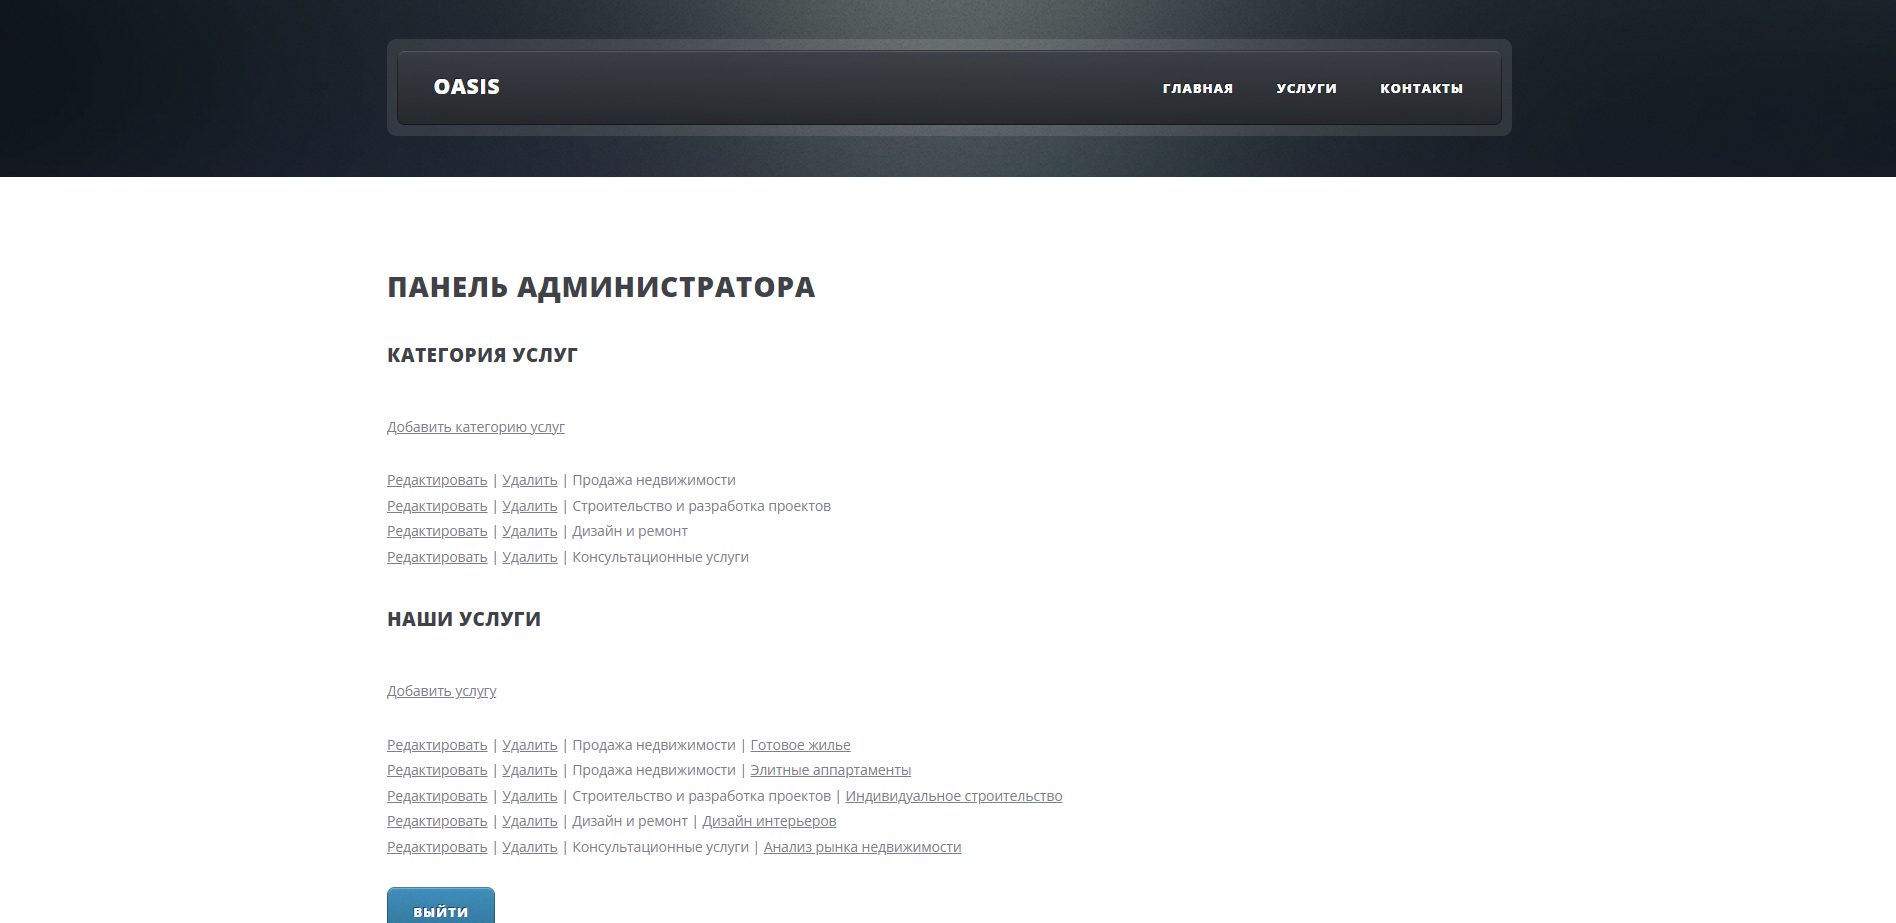 OASIS ГЛАВНАЯ УСЛУГИ КОНТАКТЫ
ПАНЕЛЬ АДМИНИСТРАТОРА
КАТЕГОРИЯ УСЛУГ
Добавить категорию услуг
Редактировать | Удалить | Продажа недвижимости
Редактировать | Удалить | Строительство и разработка проектов
Редактировать | Удалить | Дизайн и ремонт
Редактировать | Удалить | Консультационные услуги
НАШИ УСЛУГИ
Добавить услугу
Редактировать | Удалить | Продажа недвижимости | Готовое жилье
Редактировать | Удалить | Продажа недвижимости | Элитные аппартаменты
Редактировать | Удалить | Строительство и разработка проектов | Индивидуальное строительство
Редактировать | Удалить | Дизайн и ремонт | Дизайн интерьеров
Редактировать | Удалить | Консультационные услуги | Анализ рынка недвижимости
ВЫЙТИ